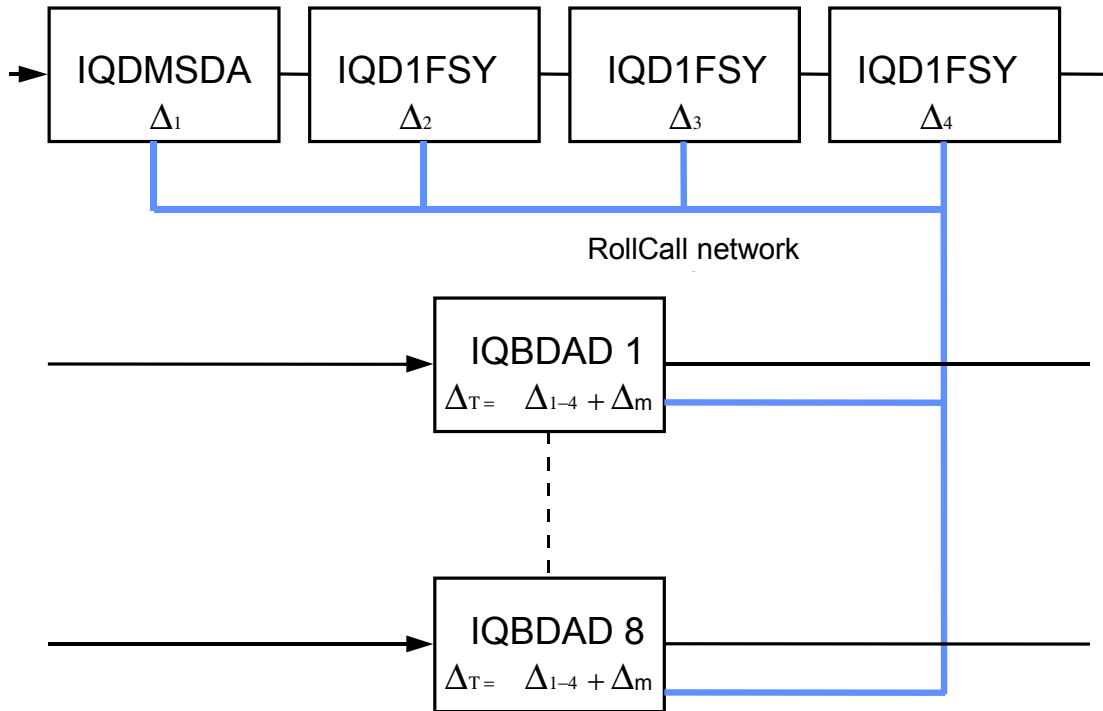 IQDMSDA IQD1FSY IQD1FSY IQD1FSY
Δ1 Δ2 Δ3 Δ4
RollCall network
IQBDAD 1
ΔT= Δ1–4 + Δm
IQBDAD 8
ΔT= Δ1–4 + Δm